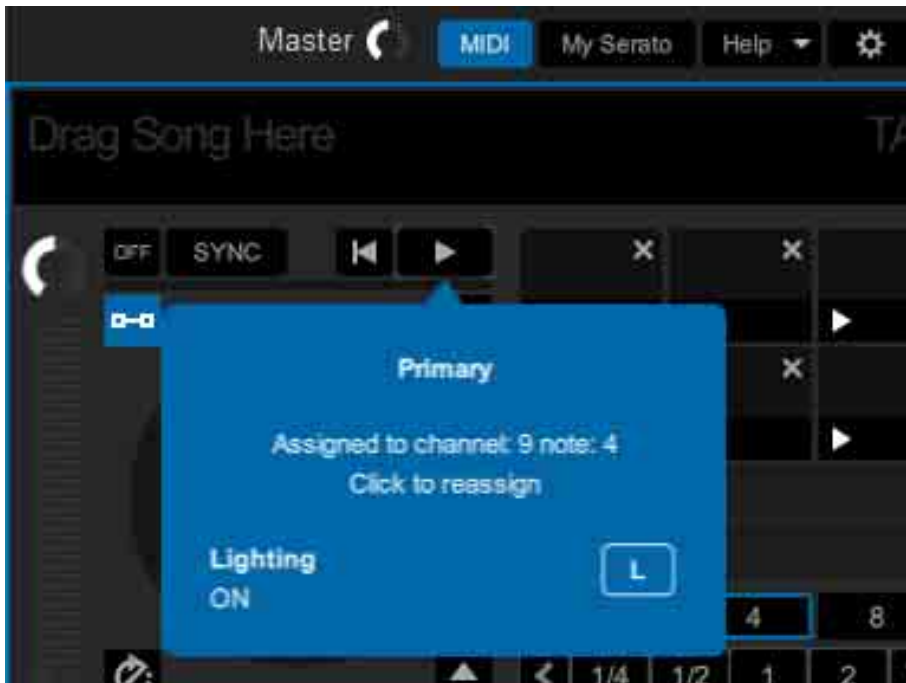 Master MIDI My Serato Help
Drag Song Here TA
OFF SYNC
Primary
Assigned to channel: 9 note: 4
Click to reassign
Lighting L
ON
4 8
1/4 1/2 1 2